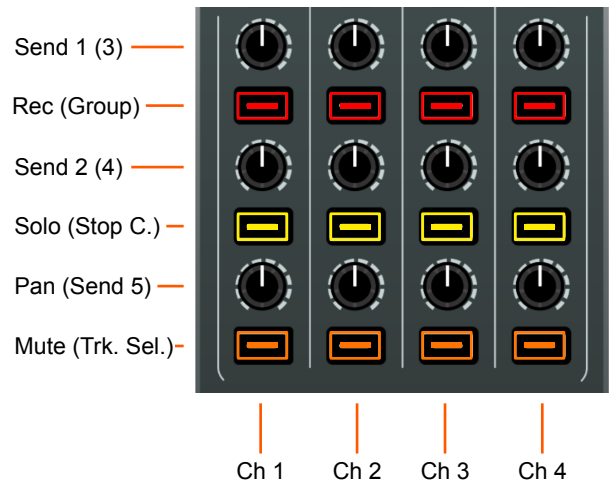 Send 1 (3)
Rec (Group)
Send 2 (4)
Solo (Stop C.)
Pan (Send 5)
Mute (Trk. Sel.)
Ch 1 Ch 2 Ch 3 Ch 4